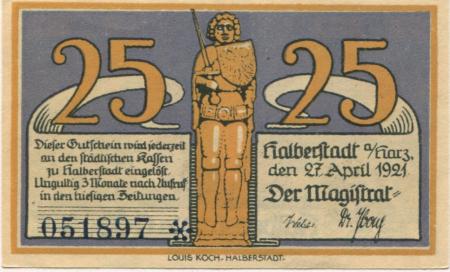 25
25
Dieser Gutschein wird jederzeit
an den städtischen Kassen
zu Halberstadt eingelöst.
Ungültig 3 Monate nach Aufruf
in den hiesigen Zeitungen.
051897 *
Halberstadt a/Harz,
den 27. April 1921
Der Magistrat
LOUIS KOCH - HALBERSTADT